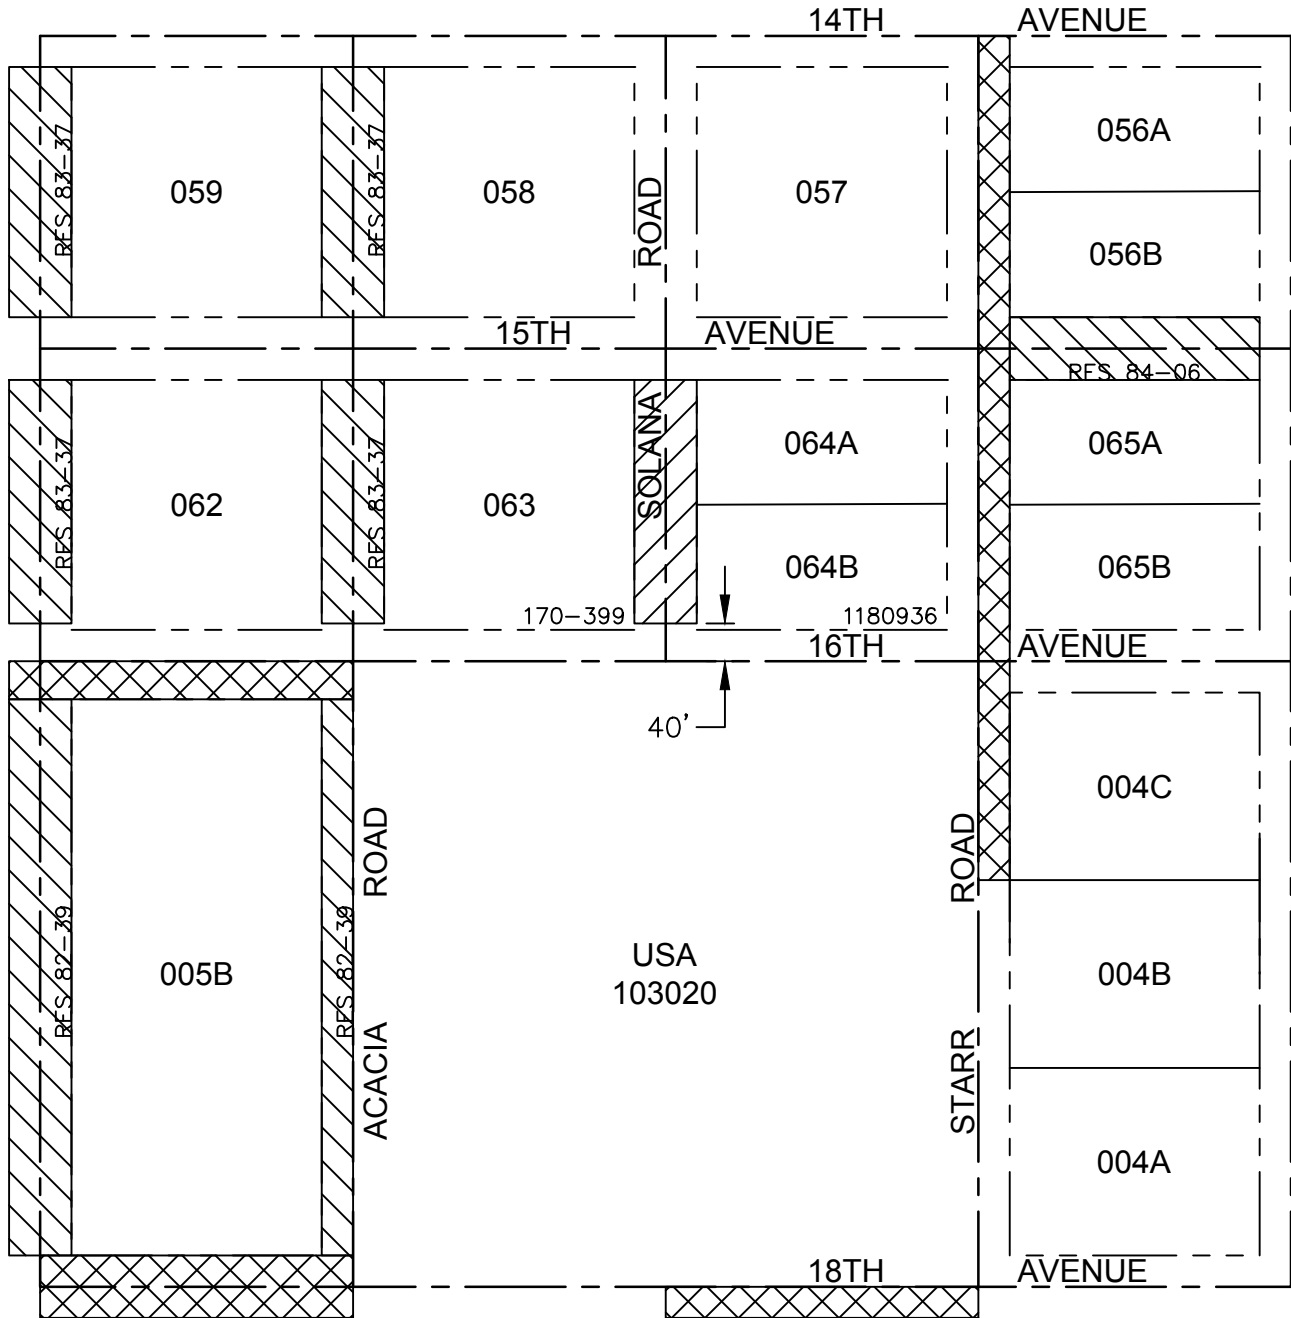 14TH AVENUE
056A
RES 83-37
059
RES 83-37
058
ROAD
057
056B
15TH AVENUE
RES 84-06
RES 83-37
062
RES 83-37
063
SOLANA
064A
065A
064B
065B
170-399
1180936
16TH AVENUE
40'
004C
ROAD
ROAD
RES 82-39
005B
RES 82-39
USA
103020
004B
ACACIA
STARR
004A
18TH AVENUE